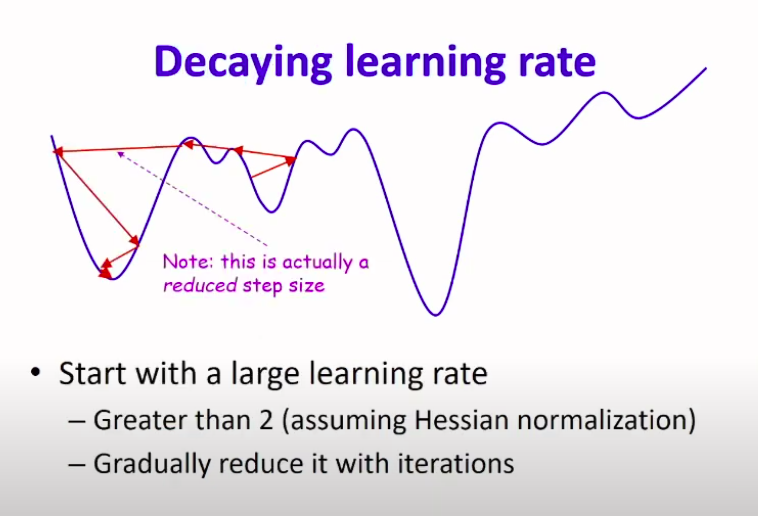 Decaying learning rate
Note: this is actually a
reduced step size
• Start with a large learning rate
– Greater than 2 (assuming Hessian normalization)
– Gradually reduce it with iterations